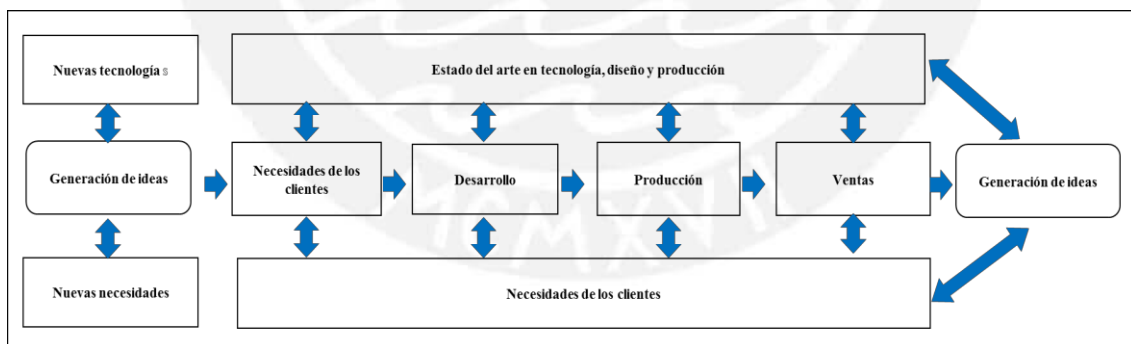 Nuevas tecnología s
Estado del arte en tecnología, diseño y producción
Generación de ideas
Necesidades de los
clientes
Desarrollo
Producción
Ventas
Generación de ideas
Nuevas necesidades
Necesidades de los clientes
MCMXVII